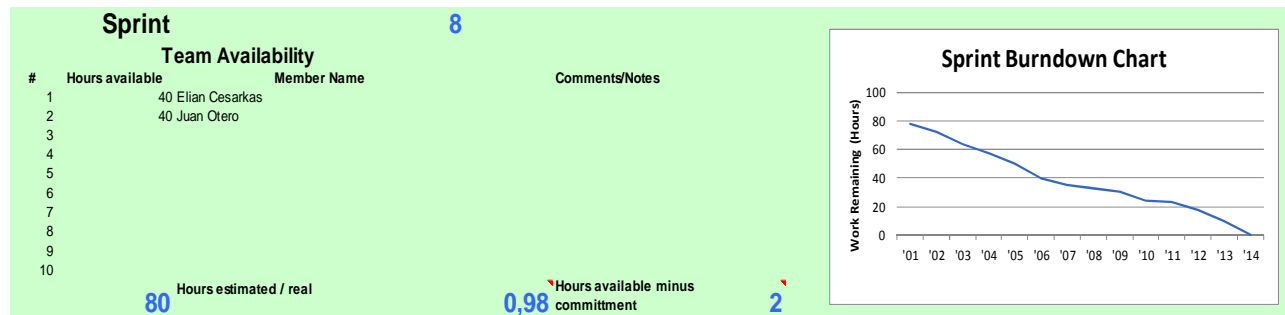 Sprint 8
Team Availability
# Hours available Member Name Comments/Notes
1 40 Elian Cesarkas
2 40 Juan Otero
3
4
5
6
7
8
9
10
80 Hours estimated / real 0,98 Hours available minus
committment 2
Sprint Burndown Chart
Work Remaining (Hours)
100
80
60
40
20
0
'01 '02 '03 '04 '05 '06 '07 '08 '09 '10 '11 '12 '13 '14